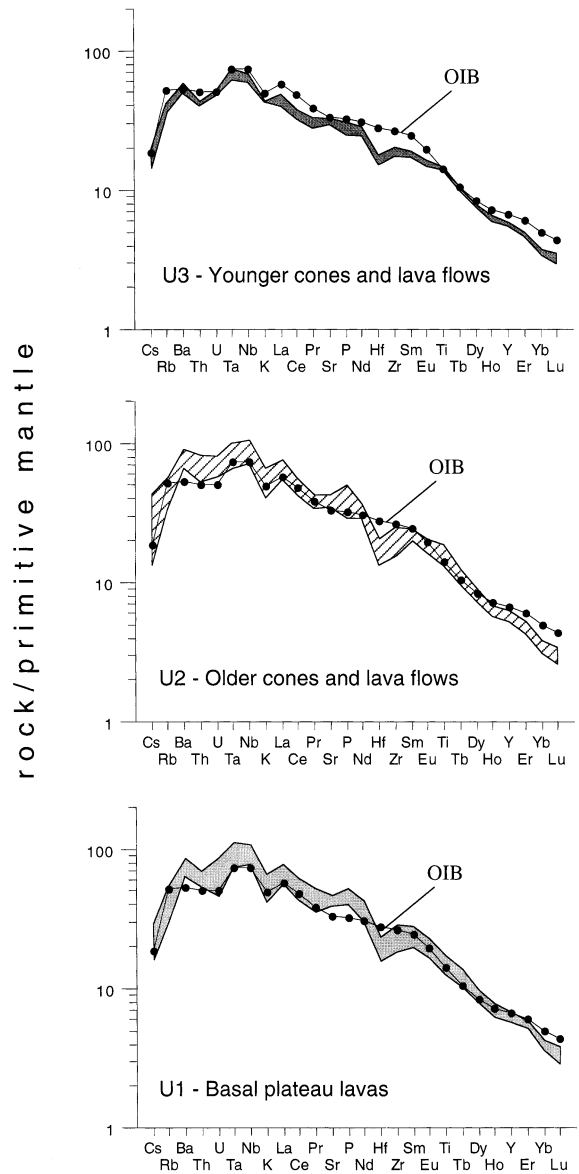 rock/primitive mantle
100
10
1
OIB
U3 - Younger cones and lava flows
Cs Ba U Nb La Pr P Hf Sm Ti Dy Y Yb
Rb Th Ta K Ce Sr Nd Zr Eu Tb Ho Er Lu
100
10
1
OIB
U2 - Older cones and lava flows
Cs Ba U Nb La Pr P Hf Sm Ti Dy Y Yb
Rb Th Ta K Ce Sr Nd Zr Eu Tb Ho Er Lu
100
10
1
OIB
U1 - Basal plateau lavas
Cs Ba U Nb La Pr P Hf Sm Ti Dy Y Yb
Rb Th Ta K Ce Sr Nd Zr Eu Tb Ho Er Lu